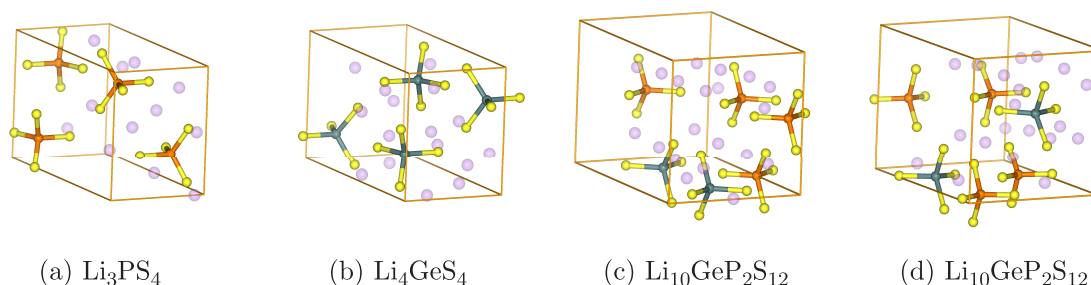 (a) Li₃PS₄
(b) Li₄GeS₄
(c) Li₁₀GeP₂S₁₂
(d) Li₁₀GeP₂S₁₂